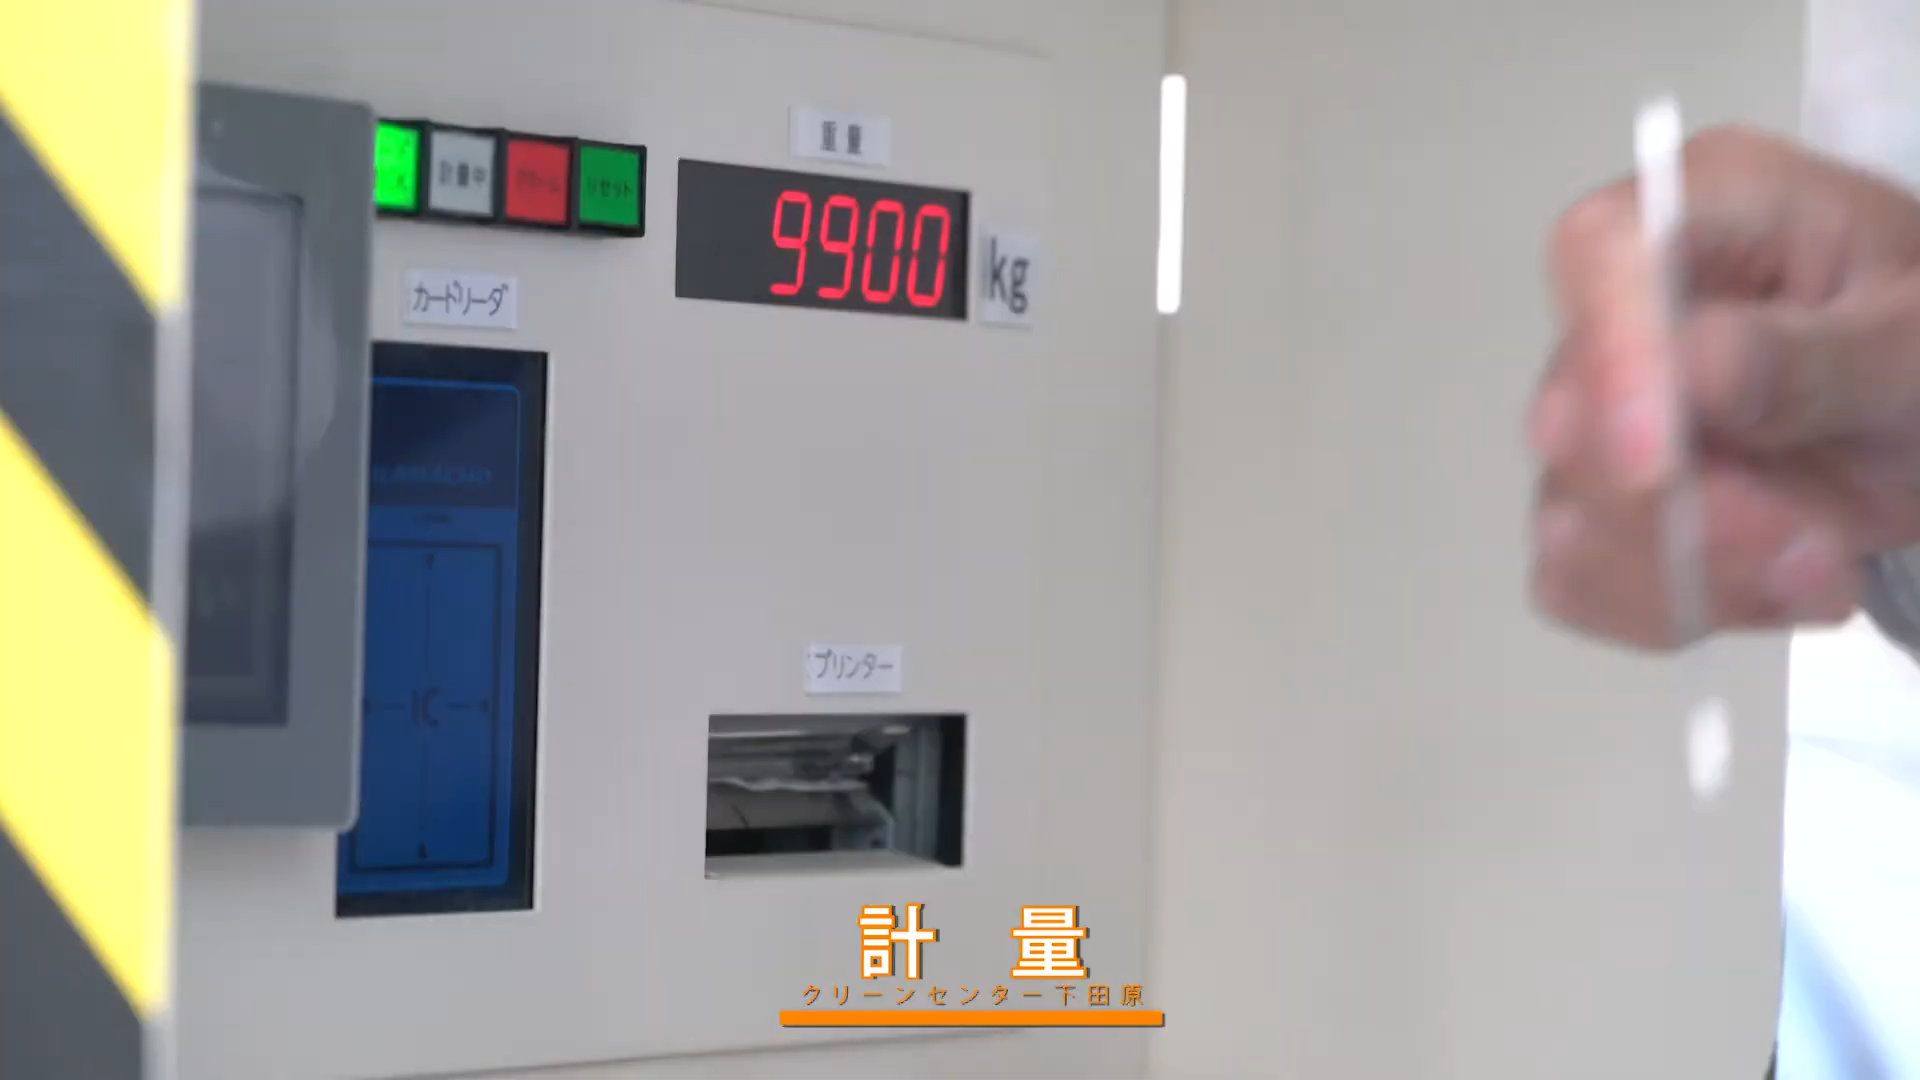 計量中
リセット
重量
9900
kg
カードリーダ
IC
プリンター
計量
クリーンセンター下田原